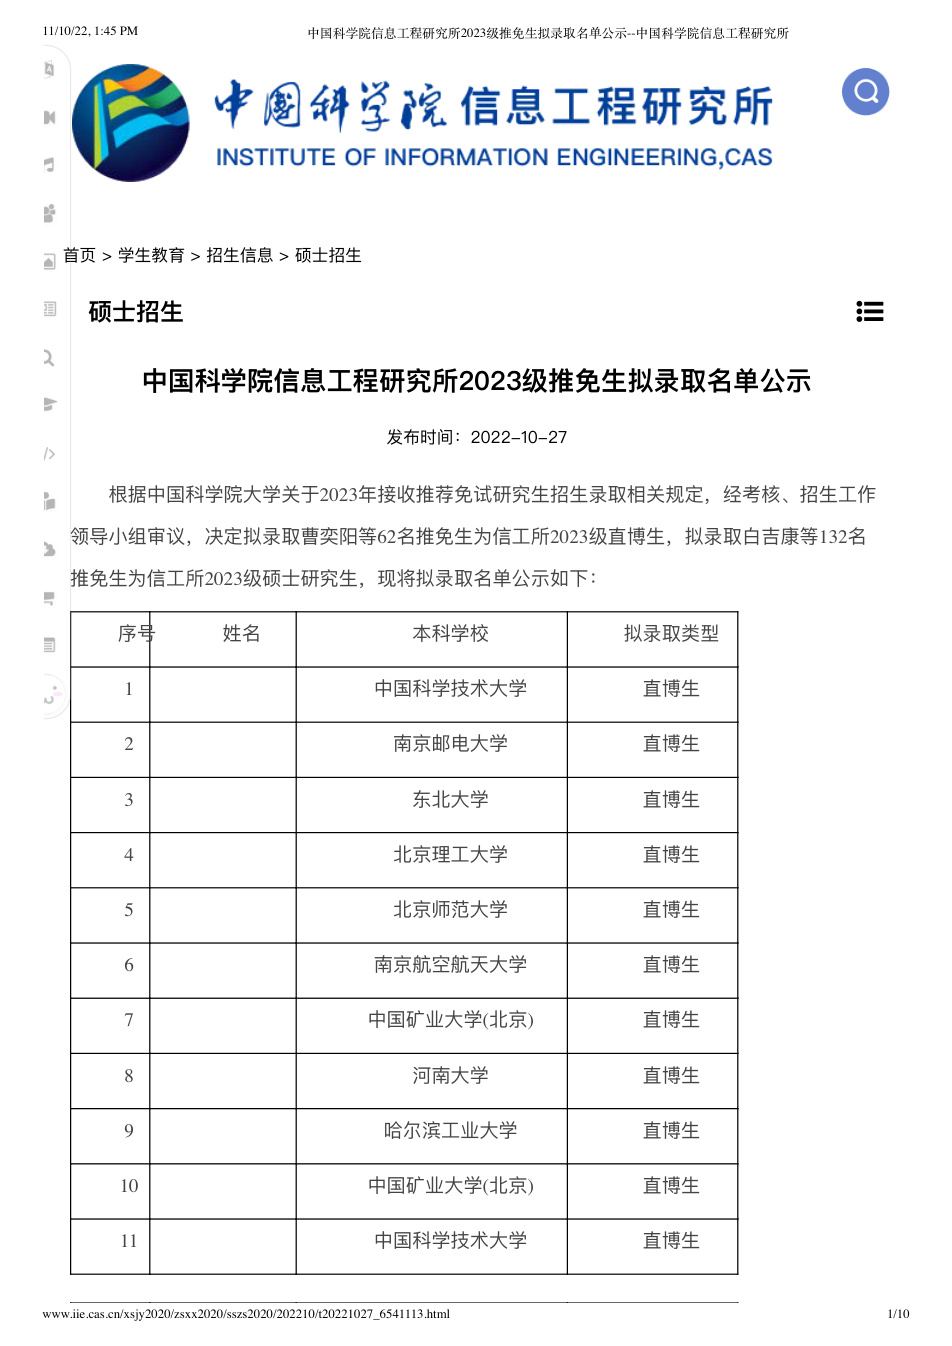 11/10/22, 1:45 PM 中国科学院信息工程研究所2023级推免生拟录取名单公示--中国科学院信息工程研究所
中国科学院 信息工程研究所
INSTITUTE OF INFORMATION ENGINEERING,CAS
首页 > 学生教育 > 招生信息 > 硕士招生
硕士招生
中国科学院信息工程研究所2023级推免生拟录取名单公示
发布时间：2022-10-27
根据中国科学院大学关于2023年接收推荐免试研究生招生录取相关规定，经考核、招生工作
领导小组审议，决定拟录取曹奕阳等62名推免生为信工所2023级直博生，拟录取白吉康等132名
推免生为信工所2023级硕士研究生，现将拟录取名单公示如下：
序号 姓名 本科学校 拟录取类型
1 中国科学技术大学 直博生
2 南京邮电大学 直博生
3 东北大学 直博生
4 北京理工大学 直博生
5 北京师范大学 直博生
6 南京航空航天大学 直博生
7 中国矿业大学(北京) 直博生
8 河南大学 直博生
9 哈尔滨工业大学 直博生
10 中国矿业大学(北京) 直博生
11 中国科学技术大学 直博生
www.iie.cas.cn/xsjy2020/zsxx2020/sszs2020/202210/t20221027_6541113.html 1/10